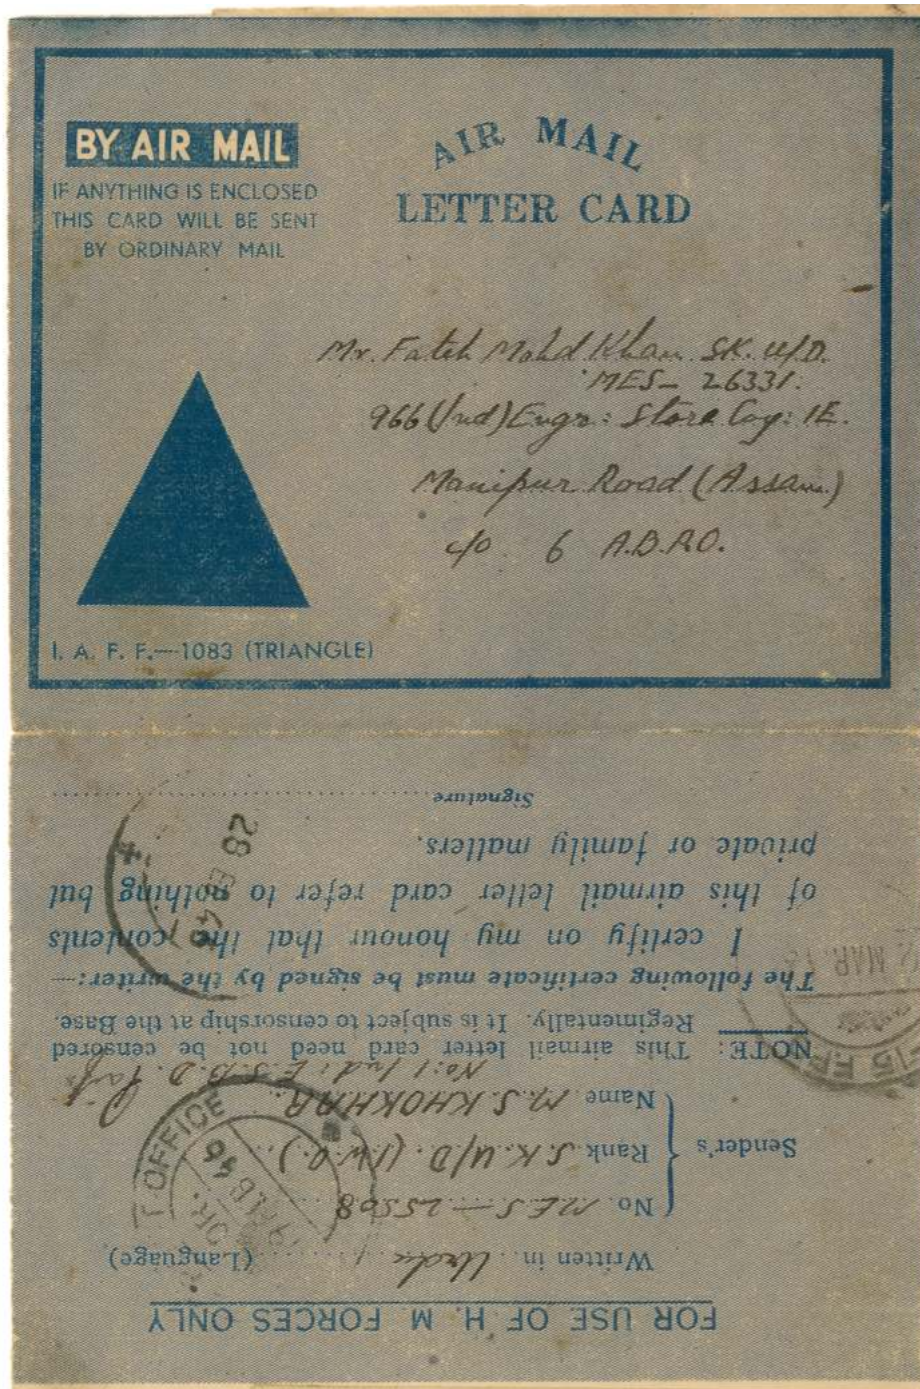 BY AIR MAIL
IF ANYTHING IS ENCLOSED
THIS CARD WILL BE SENT
BY ORDINARY MAIL
AIR MAIL
LETTER CARD
Mr. Fateh Mohd Khan. SK. U/D.
MES- 26331.
966 (Ind) Engr: Store Coy: IE.
Manipur Road (Assam)
c/o 6 A.B.P.O.
I. A. F. F.—1083 (TRIANGLE)
FOR USE OF H. M FORCES ONLY
Written in Urdu (Language)
Sender's
No. MES — 25508
Rank S.K. U/D. (I.W.O.)
Name M.S. KHOKHAR
No: 1 Ind: E.S.B.D.
NOTE: This airmail letter card need not be censored
Regimentally. It is subject to censorship at the Base.
The following certificate must be signed by the writer:—
I certify on my honour that the contents
of this airmail letter card refer to nothing but
private or family matters.
Signature
OFFICE
28 FE 45
MAR.